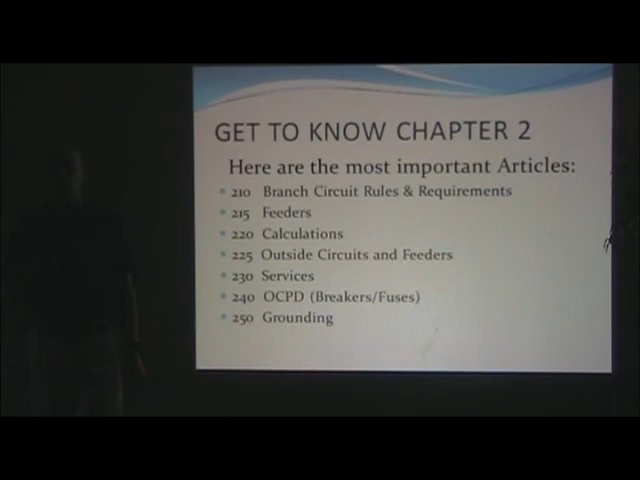 GET TO KNOW CHAPTER 2
Here are the most important Articles:
210 Branch Circuit Rules & Requirements
215 Feeders
220 Calculations
225 Outside Circuits and Feeders
230 Services
240 OCPD (Breakers/Fuses)
250 Grounding